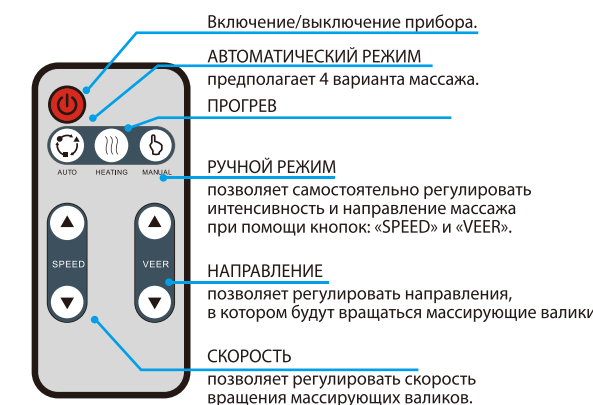 Включение/выключение прибора.
АВТОМАТИЧЕСКИЙ РЕЖИМ
предполагает 4 варианта массажа.
ПРОГРЕВ
AUTO HEATING MANUAL
РУЧНОЙ РЕЖИМ
позволяет самостоятельно регулировать
интенсивность и направление массажа
при помощи кнопок: «SPEED» и «VEER».
SPEED VEER
НАПРАВЛЕНИЕ
позволяет регулировать направления,
в котором будут вращаться массирующие валики
СКОРОСТЬ
позволяет регулировать скорость
вращения массирующих валиков.